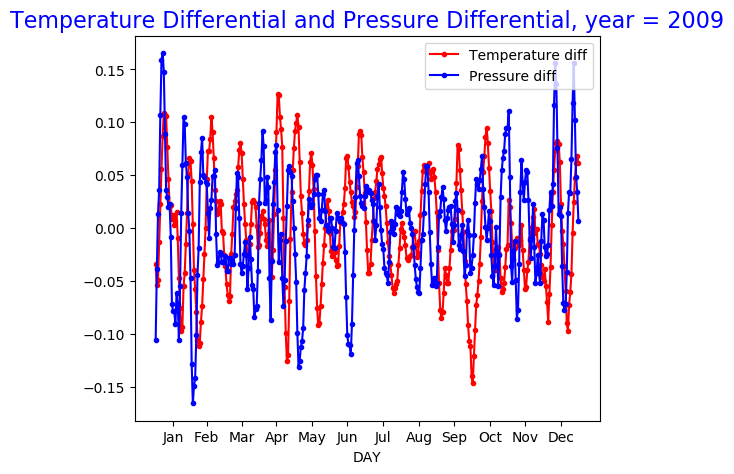 Temperature Differential and Pressure Differential, year = 2009
Temperature diff
Pressure diff
0.15
0.10
0.05
0.00
−0.05
−0.10
−0.15
Jan Feb Mar Apr May Jun Jul Aug Sep Oct Nov Dec
DAY